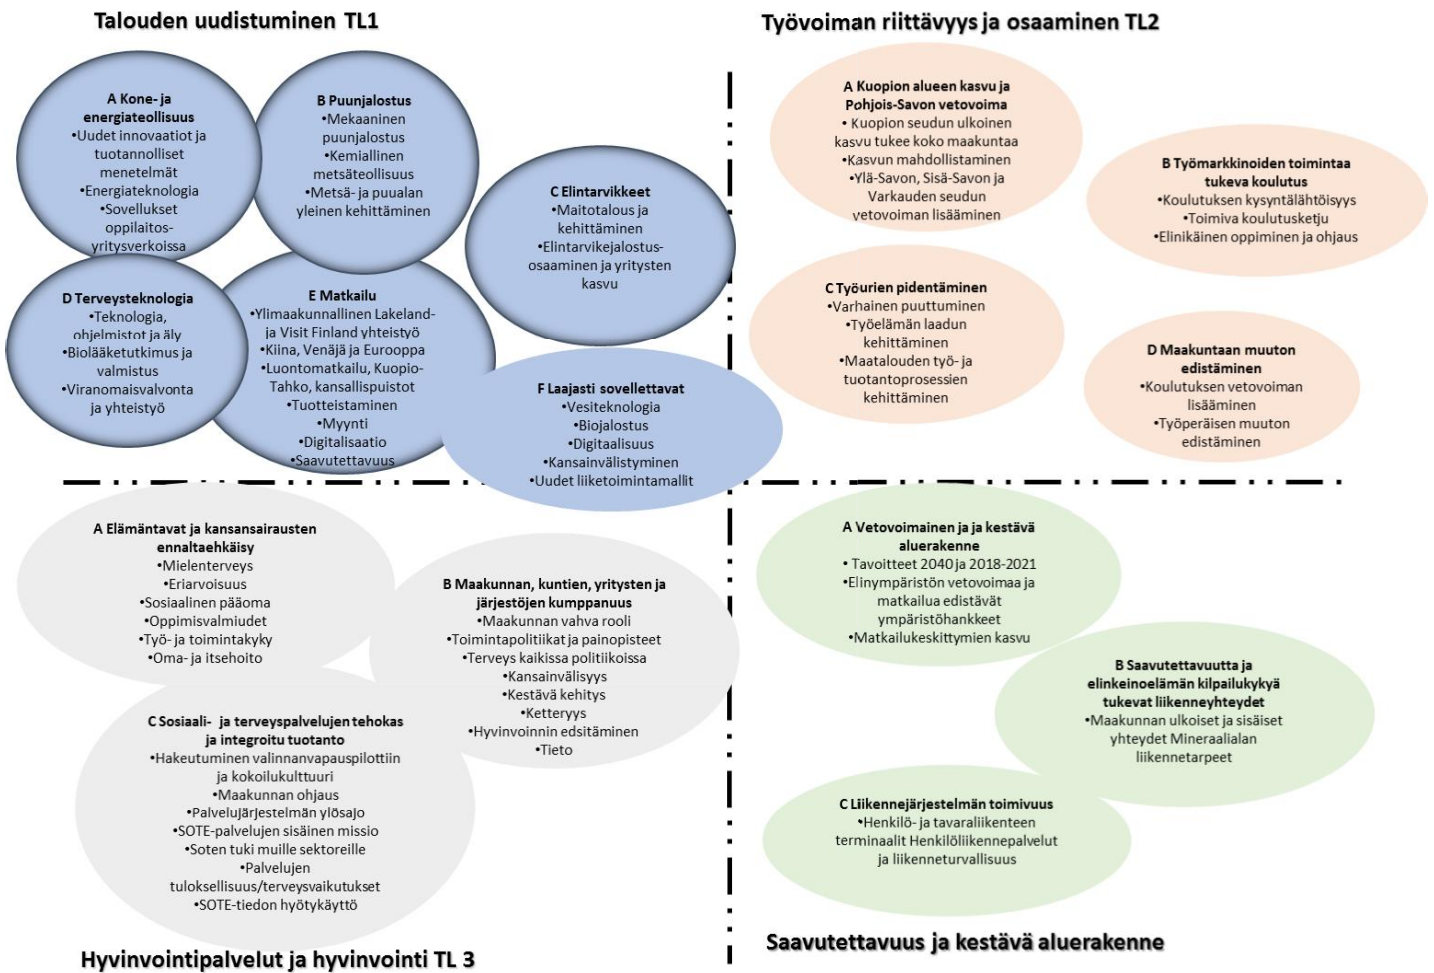 Talouden uudistuminen TL1
A Kone- ja
energiateollisuus
•Uudet innovaatiot ja
tuotannolliset
menetelmät
•Energiateknologia
•Sovellukset
oppilaitos-
yritysverkoissa
B Puunjalostus
•Mekaaninen
puunjalostus
•Kemiallinen
metsäteollisuus
•Metsä- ja puualan
yleinen kehittäminen
C Elintarvikkeet
•Maitotalous ja
kehittäminen
•Elintarvikejalostus-
osaaminen ja yritysten
kasvu
D Terveysteknologia
•Teknologia,
ohjelmistot ja äly
•Biolääketutkimus ja
valmistus
•Viranomaisvalvonta
ja yhteistyö
E Matkailu
•Ylimaakunnallinen Lakeland-
ja Visit Finland yhteistyö
•Kiina, Venäjä ja Eurooppa
•Luontomatkailu, Kuopio-
Tahko, kansallispuistot
•Tuotteistaminen
•Myynti
•Digitalisaatio
•Saavutettavuus
F Laajasti sovellettavat
•Vesiteknologia
•Biojalostus
•Digitaalisuus
•Kansainvälistyminen
•Uudet liiketoimintamallit
Työvoiman riittävyys ja osaaminen TL2
A Kuopion alueen kasvu ja
Pohjois-Savon vetovoima
• Kuopion seudun ulkoinen
kasvu tukee koko maakuntaa
•Kasvun mahdollistaminen
•Ylä-Savon, Sisä-Savon ja
Varkauden seudun
vetovoiman lisääminen
B Työmarkkinoiden toimintaa
tukeva koulutus
•Koulutuksen kysyntälähtöisyys
•Toimiva koulutusketju
•Elinikäinen oppiminen ja ohjaus
C Työurien pidentäminen
•Varhainen puuttuminen
•Työelämän laadun
kehittäminen
•Maatalouden työ- ja
tuotantoprosessien
kehittäminen
D Maakuntaan muuton
edistäminen
•Koulutuksen vetovoiman
lisääminen
•Työperäisen muuton
edistäminen
A Elämäntavat ja kansansairausten
ennaltaehkäisy
•Mielenterveys
•Eriarvoisuus
•Sosiaalinen pääoma
•Oppimisvalmiudet
•Työ- ja toimintakyky
•Oma- ja itsehoito
B Maakunnan, kuntien, yritysten ja
järjestöjen kumppanuus
•Maakunnan vahva rooli
•Toimintapolitiikat ja painopisteet
•Terveys kaikissa politiikoissa
•Kansainvälisyys
•Kestävä kehitys
•Ketteryys
•Hyvinvoinnin edsitäminen
•Tieto
C Sosiaali- ja terveyspalvelujen tehokas
ja integroitu tuotanto
•Hakeutuminen valinnanvapauspilottiin
ja kokoilukulttuuri
•Maakunnan ohjaus
•Palvelujärjestelmän ylösajo
•SOTE-palvelujen sisäinen missio
•Soten tuki muille sektoreille
•Palvelujen
tuloksellisuus/terveysvaikutukset
•SOTE-tiedon hyötykäyttö
Hyvinvointipalvelut ja hyvinvointi TL 3
A Vetovoimainen ja ja kestävä
aluerakenne
• Tavoitteet 2040 ja 2018-2021
•Elinympäristön vetovoimaa ja
matkailua edistävät
ympäristöhankkeet
•Matkailukeskittymien kasvu
B Saavutettavuutta ja
elinkeinoelämän kilpailukykyä
tukevat liikenneyhteydet
•Maakunnan ulkoiset ja sisäiset
yhteydet Mineraalialan
liikennetarpeet
C Liikennejärjestelmän toimivuus
•Henkilö- ja tavaraliikenteen
terminaalit Henkilöliikennepalvelut
ja liikenneturvallisuus
Saavutettavuus ja kestävä aluerakenne